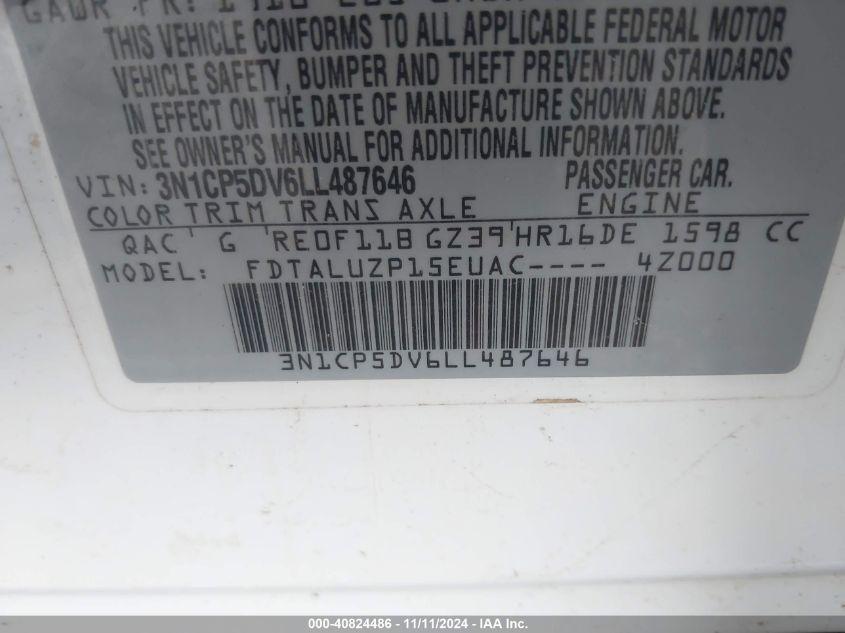 THIS VEHICLE CONFORMS TO ALL APPLICABLE FEDERAL MOTOR
VEHICLE SAFETY, BUMPER AND THEFT PREVENTION STANDARDS
IN EFFECT ON THE DATE OF MANUFACTURE SHOWN ABOVE.
SEE OWNER'S MANUAL FOR ADDITIONAL INFORMATION.
VIN: 3N1CP5DV6LL487646 PASSENGER CAR.
COLOR TRIM TRANS AXLE ENGINE
QAC G RE0F11B GZ39 HR16DE 1598 CC
MODEL: FDTALUZP15EUAC---- 4Z000
3N1CP5DV6LL487646
000-40824486 - 11/11/2024 - IAA Inc.